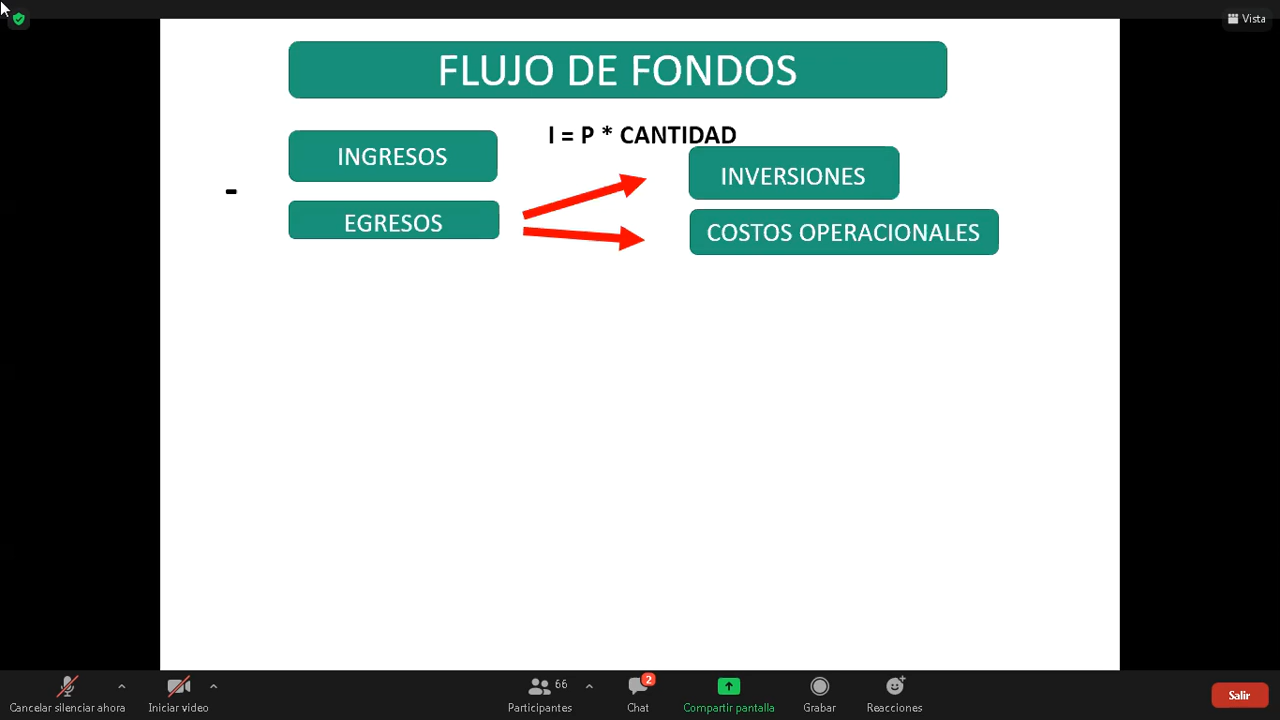 Vista
FLUJO DE FONDOS
I = P * CANTIDAD
INGRESOS
INVERSIONES
-
EGRESOS
COSTOS OPERACIONALES
66
2
Cancelar silenciar ahora
Iniciar video
Participantes
Chat
Compartir pantalla
Grabar
Reacciones
Salir